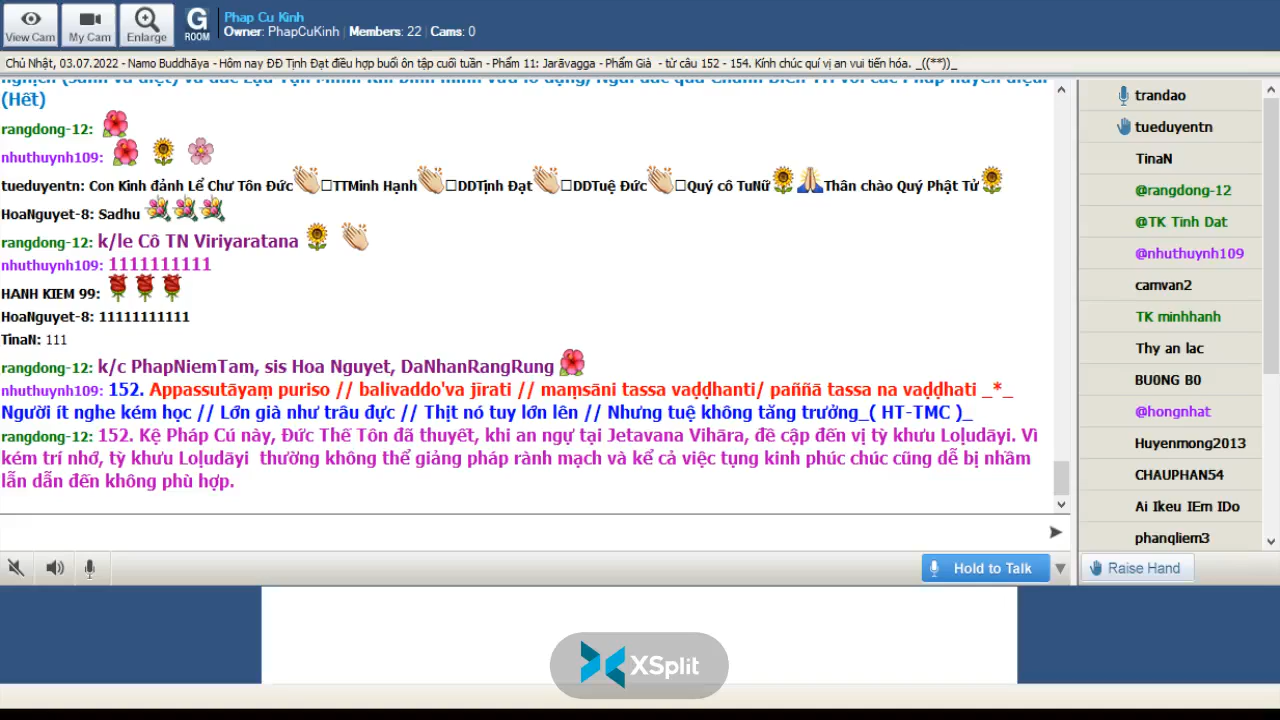 View Cam
My Cam
Enlarge
G
ROOM
Phap Cu Kinh
Owner: PhapCuKinh | Members: 22 | Cams: 0
Chủ Nhật, 03.07.2022 - Namo Buddhāya - Hôm nay ĐĐ Tịnh Đạt điều hợp buổi ôn tập cuối tuần - Phẩm 11: Jarāvagga - Phẩm Già - từ câu 152 - 154. Kính chúc quí vị an vui tiến hóa. _((**))_
(Hết)
rangdong-12:
nhuthuynh109:
tueduyentn: Con Kính đảnh Lễ Chư Tôn Đức □TTMinh Hạnh □DDTịnh Đạt □DDTuệ Đức □Quý cô TuNữ Thân chào Quý Phật Tử
HoaNguyet-8: Sadhu
rangdong-12: k/le Cô TN Viriyaratana
nhuthuynh109: 1111111111
HANH KIEM 99:
HoaNguyet-8: 11111111111
TinaN: 111
rangdong-12: k/c PhapNiemTam, sis Hoa Nguyet, DaNhanRangRung
nhuthuynh109: 152. Appassutāyaṃ puriso // balivaddo'va jīrati // maṃsāni tassa vaḍḍhanti/ paññā tassa na vaḍḍhati _*_
Người ít nghe kém học // Lớn già như trâu đực // Thịt nó tuy lớn lên // Nhưng tuệ không tăng trưởng_( HT-TMC )_
rangdong-12: 152. Kệ Pháp Cú này, Đức Thế Tôn đã thuyết, khi an ngự tại Jetavana Vihāra, đề cập đến vị tỳ khưu Loḷudāyi. Vì
kém trí nhớ, tỳ khưu Loḷudāyi thường không thể giảng pháp rành mạch và kể cả việc tụng kinh phúc chúc cũng dễ bị nhầm
lẫn dẫn đến không phù hợp.
trandao
tueduyentn
TinaN
@rangdong-12
@TK Tinh Dat
@nhuthuynh109
camvan2
TK minhhanh
Thy an lac
BU0NG B0
@hongnhat
Huyenmong2013
CHAUPHAN54
Ai Ikeu IEm IDo
phanqliem3
Hold to Talk
Raise Hand
XSplit